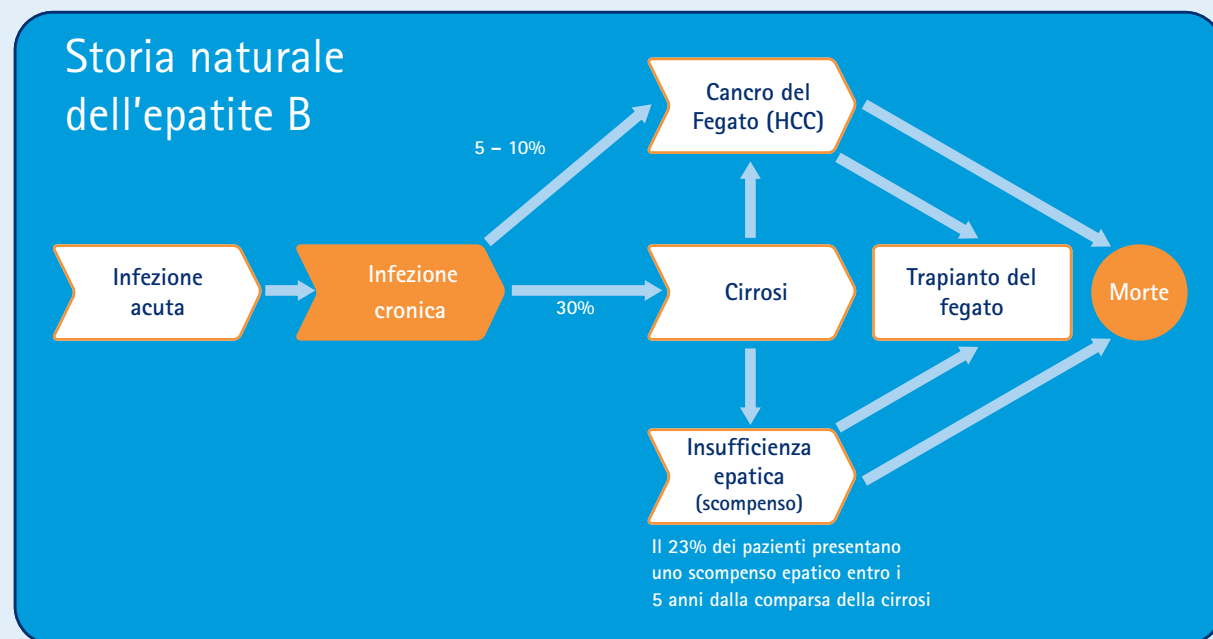 Storia naturale
dell'epatite B
Cancro del
Fegato (HCC)
5 – 10%
Infezione
acuta
Infezione
cronica
30%
Cirrosi
Trapianto del
fegato
Morte
Insufficienza
epatica
(scompenso)
Il 23% dei pazienti presentano
uno scompenso epatico entro i
5 anni dalla comparsa della cirrosi